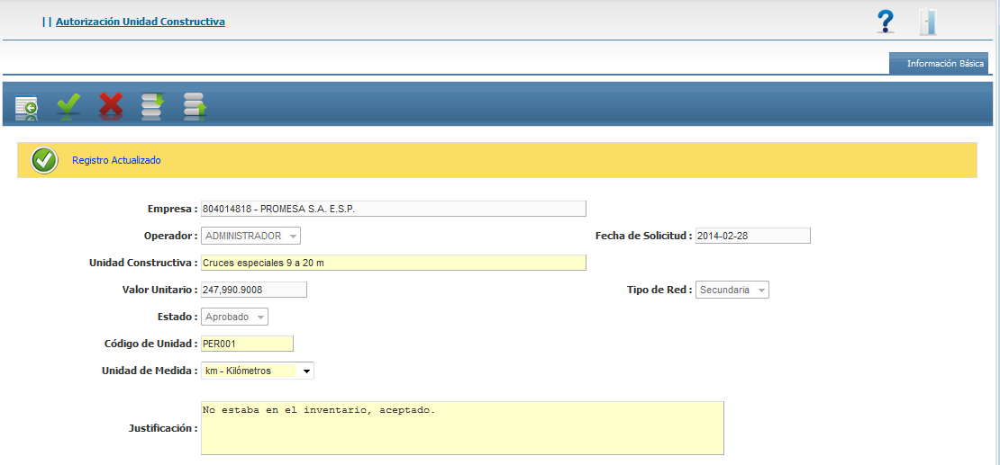 || Autorización Unidad Constructiva
?
Información Básica
Registro Actualizado
Empresa : 804014818 - PROMESA S.A. E.S.P.
Operador : ADMINISTRADOR Fecha de Solicitud : 2014-02-28
Unidad Constructiva : Cruces especiales 9 a 20 m
Valor Unitario : 247,990.9008 Tipo de Red : Secundaria
Estado : Aprobado
Código de Unidad : PER001
Unidad de Medida : km - Kilómetros
No estaba en el inventario, aceptado.
Justificación :